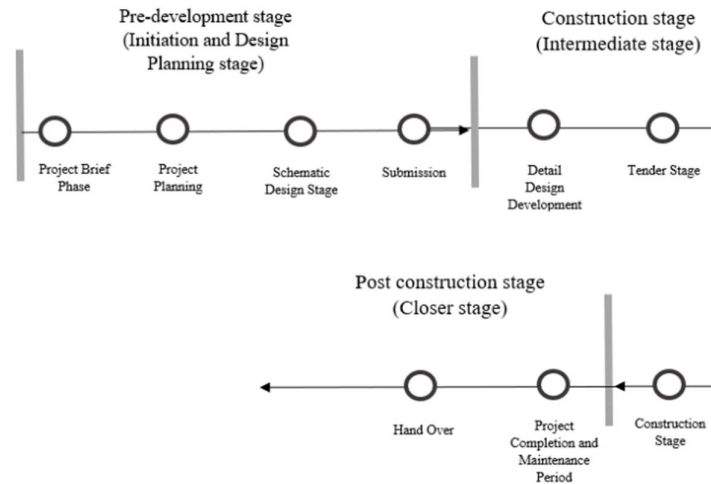 Pre-development stage
(Initiation and Design
Planning stage)
Construction stage
(Intermediate stage)
Project Brief
Phase
Project
Planning
Schematic
Design Stage
Submission
Detail
Design
Development
Tender Stage
Post construction stage
(Closer stage)
Hand Over
Project
Completion and
Maintenance
Period
Construction
Stage